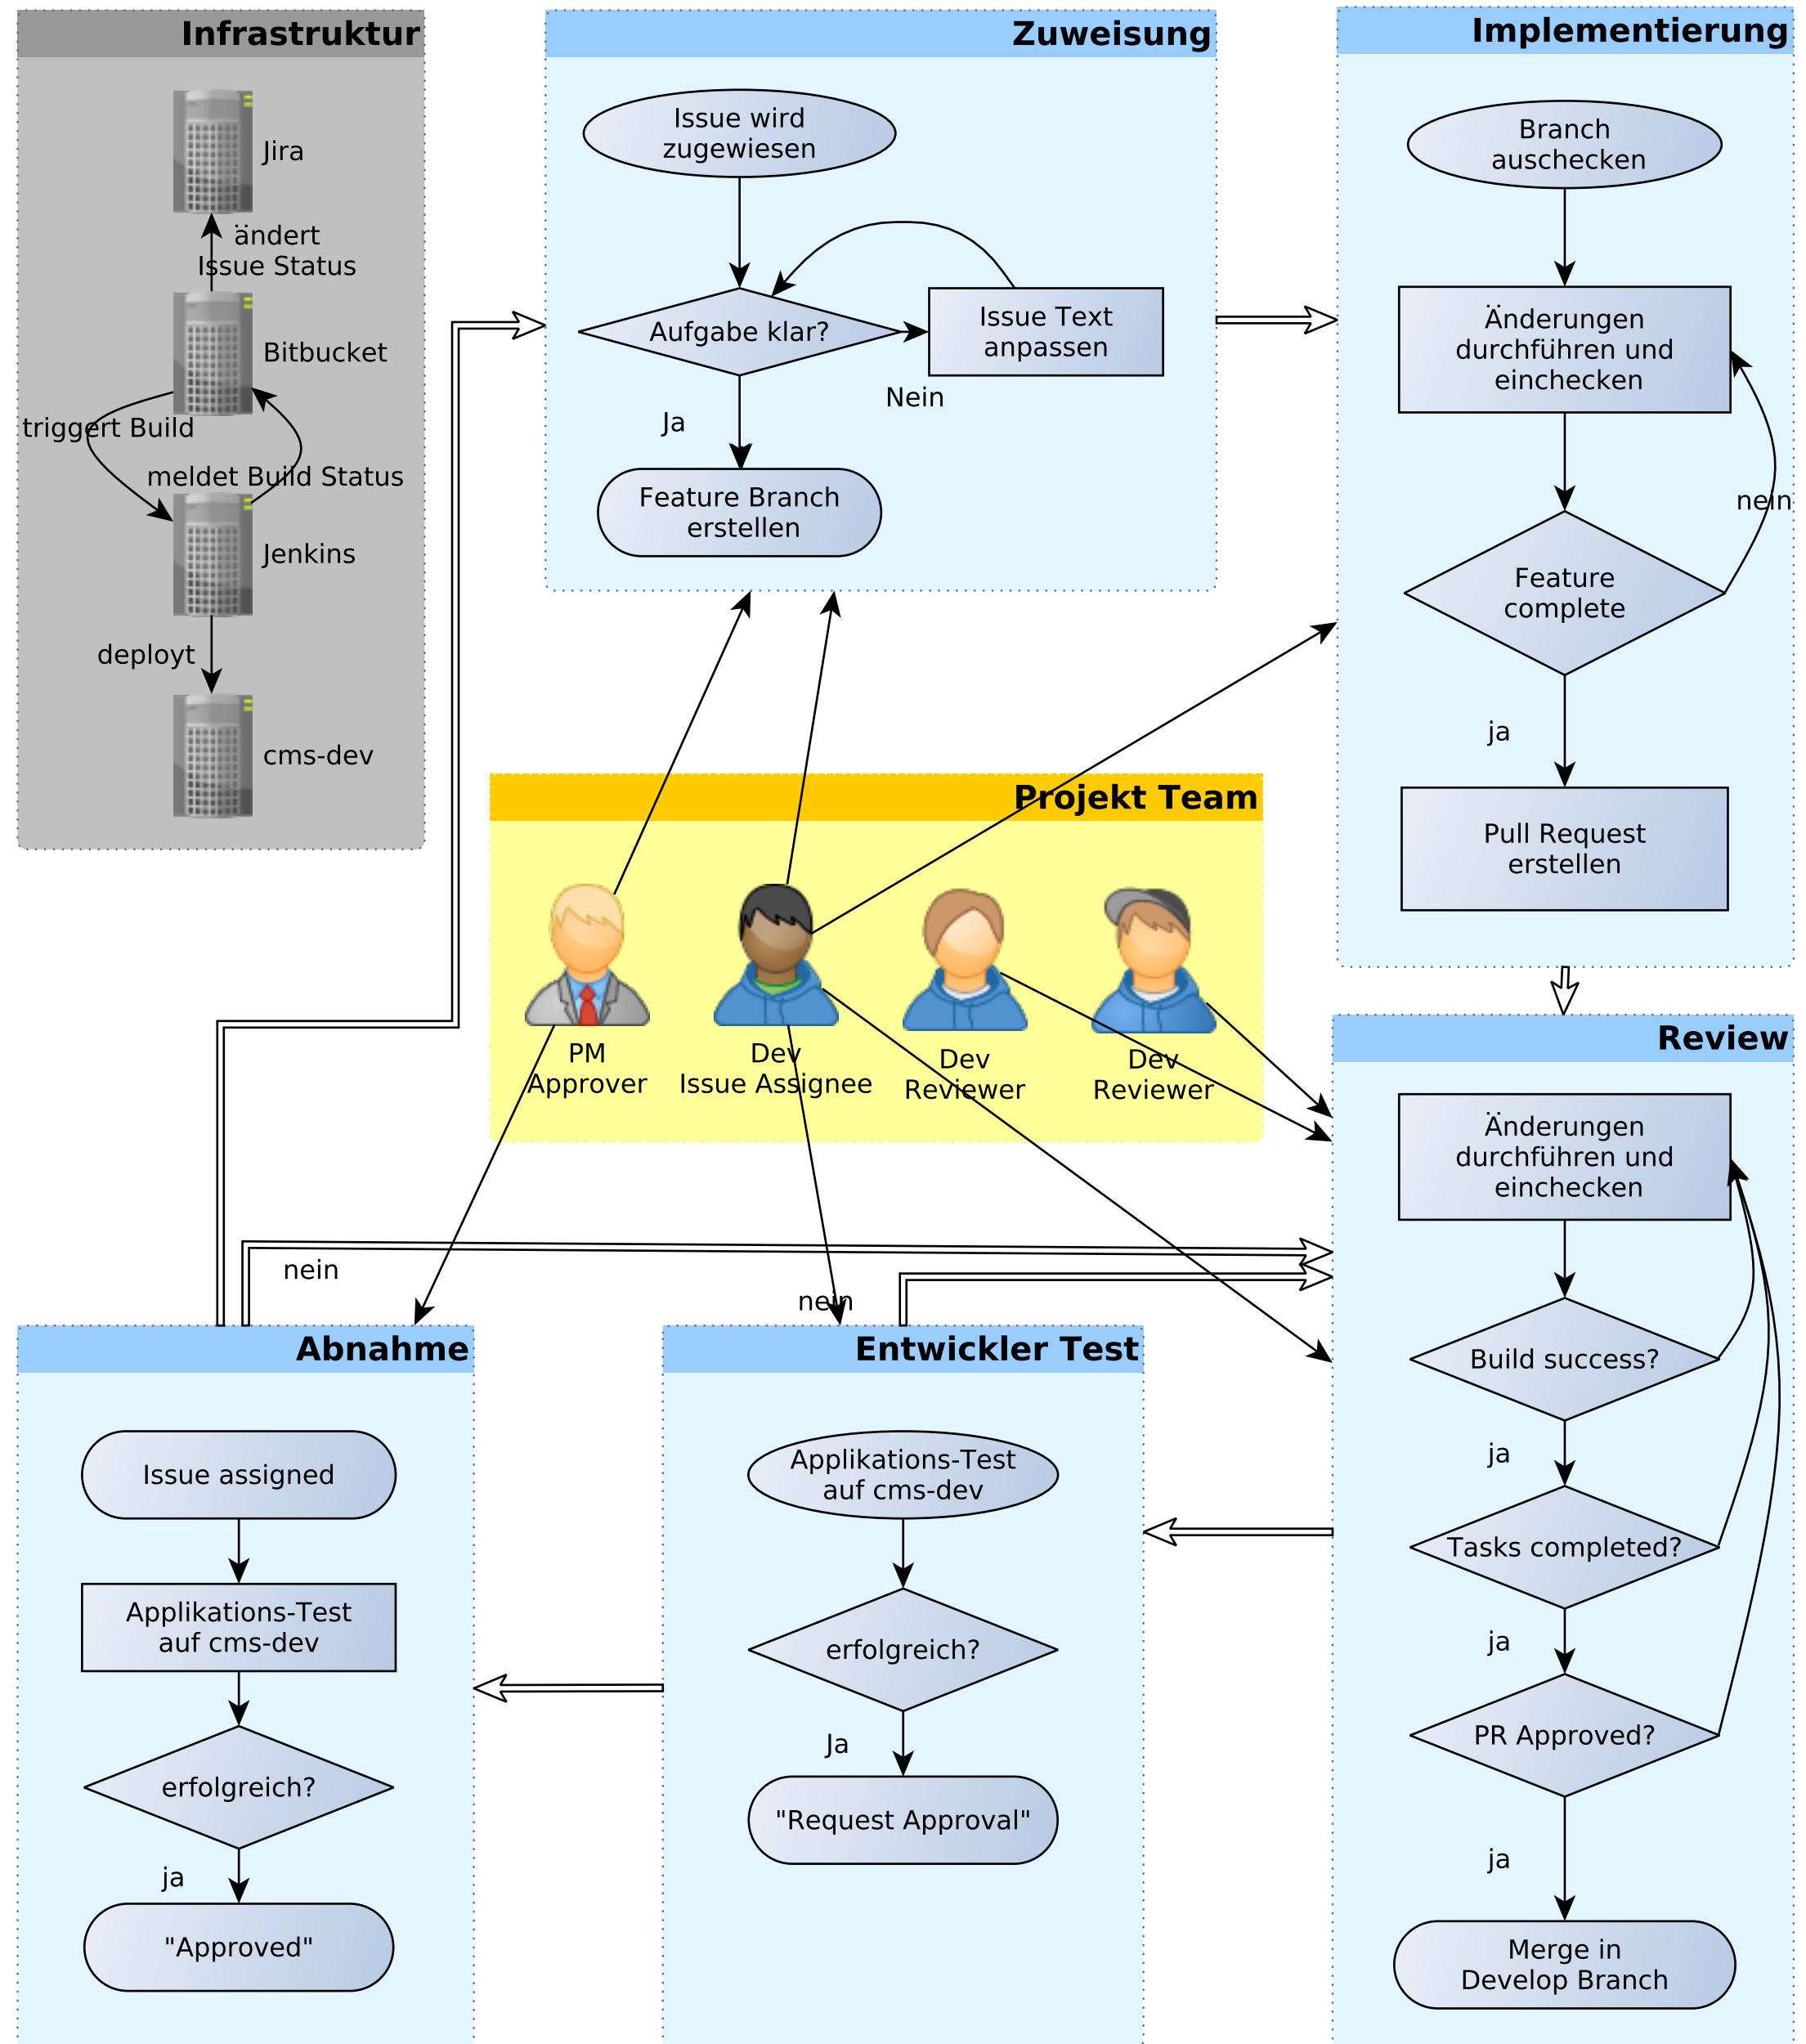 Infrastruktur
Jira
ändert
Issue Status
Bitbucket
triggert Build
meldet Build Status
Jenkins
deployt
cms-dev
Zuweisung
Issue wird
zugewiesen
Aufgabe klar?
Issue Text
anpassen
Nein
Ja
Feature Branch
erstellen
Implementierung
Branch
auschecken
Änderungen
durchführen und
einchecken
nein
Feature
complete
ja
Pull Request
erstellen
Projekt Team
PM
Approver
Dev
Issue Assignee
Dev
Reviewer
Dev
Reviewer
Review
Änderungen
durchführen und
einchecken
Build success?
ja
Tasks completed?
ja
PR Approved?
ja
Merge in
Develop Branch
nein
nein
Abnahme
Issue assigned
Applikations-Test
auf cms-dev
erfolgreich?
ja
"Approved"
Entwickler Test
Applikations-Test
auf cms-dev
erfolgreich?
Ja
"Request Approval"